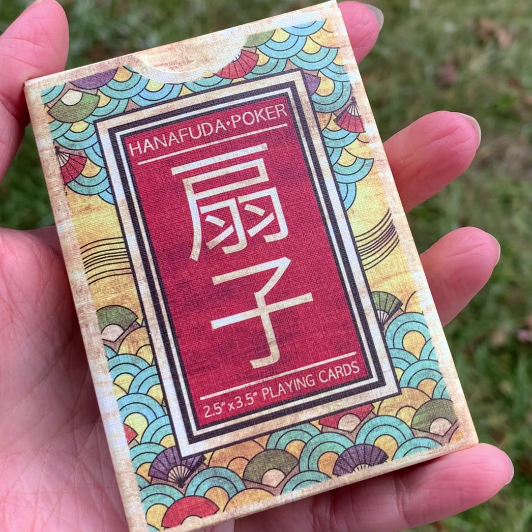 HANAFUDA•POKER
扇
子
2.5"x3.5" PLAYING CARDS